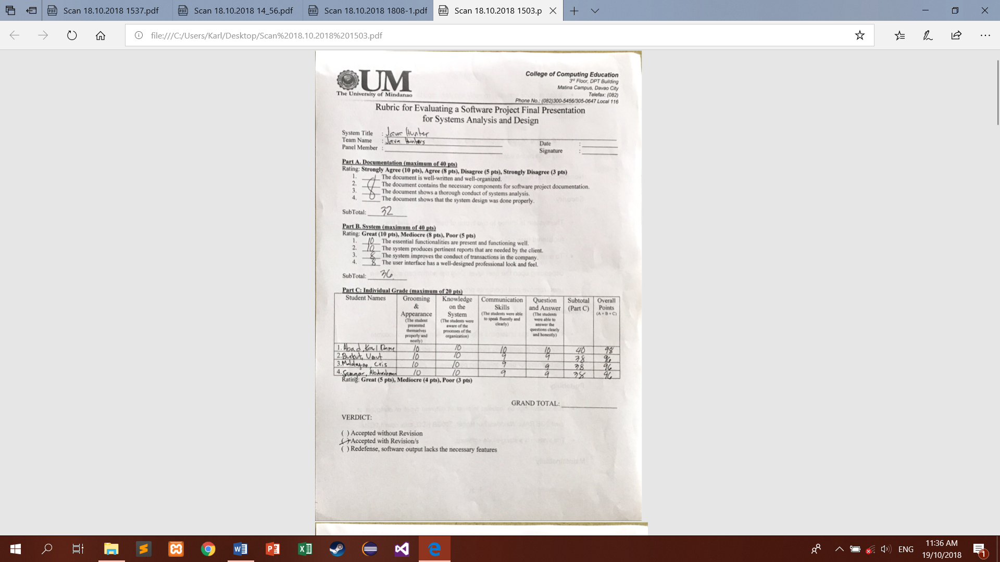 Scan 18.10.2018 1537.pdf
Scan 18.10.2018 14_56.pdf
Scan 18.10.2018 1808-1.pdf
Scan 18.10.2018 1503.p
file:///C:/Users/Karl/Desktop/Scan%2018.10.2018%201503.pdf
UM
The University of Mindanao
College of Computing Education
3rd Floor, DPT Building
Matina Campus, Davao City
Telefax: (082)
Phone No.: (082)300-5456/305-0647 Local 116
Rubric for Evaluating a Software Project Final Presentation
for Systems Analysis and Design
System Title : Java Hunter
Team Name : Java Hunters Date :
Panel Member : Signature :
Part A. Documentation (maximum of 40 pts)
Rating: Strongly Agree (10 pts), Agree (8 pts), Disagree (5 pts), Strongly Disagree (3 pts)
1. The document is well-written and well-organized.
2. The document contains the necessary components for software project documentation.
3. 8 The document shows a thorough conduct of systems analysis.
4. The document shows that the system design was done properly.
SubTotal: 32
Part B. System (maximum of 40 pts)
Rating: Great (10 pts), Mediocre (8 pts), Poor (5 pts)
1. 10 The essential functionalities are present and functioning well.
2. 10 The system produces pertinent reports that are needed by the client.
3. 8 The system improves the conduct of transactions in the company.
4. 8 The user interface has a well-designed professional look and feel.
SubTotal: 36
Part C: Individual Grade (maximum of 20 pts)
Student Names
Grooming & Appearance (The student presented themselves properly and neatly)
Knowledge on the System (The students were aware of the processes of the organization)
Communication Skills (The students were able to speak fluently and clearly)
Question and Answer (The students were able to answer the questions clearly and honestly)
Subtotal (Part C)
Overall Points (A + B + C)
1. Abad, Karl Dame 10 10 10 10 40 98
2. Burkut, Umut 10 10 9 9 38 96
3. Maldayon, Cris 10 10 9 9 38 96
4. Samgar, Abdurahman 10 10 9 9 38 96
Rating: Great (5 pts), Mediocre (4 pts), Poor (3 pts)
GRAND TOTAL:
VERDICT:
( ) Accepted without Revision
(/) Accepted with Revision/s
( ) Redefense, software output lacks the necessary features
ENG
11:36 AM
19/10/2018
1